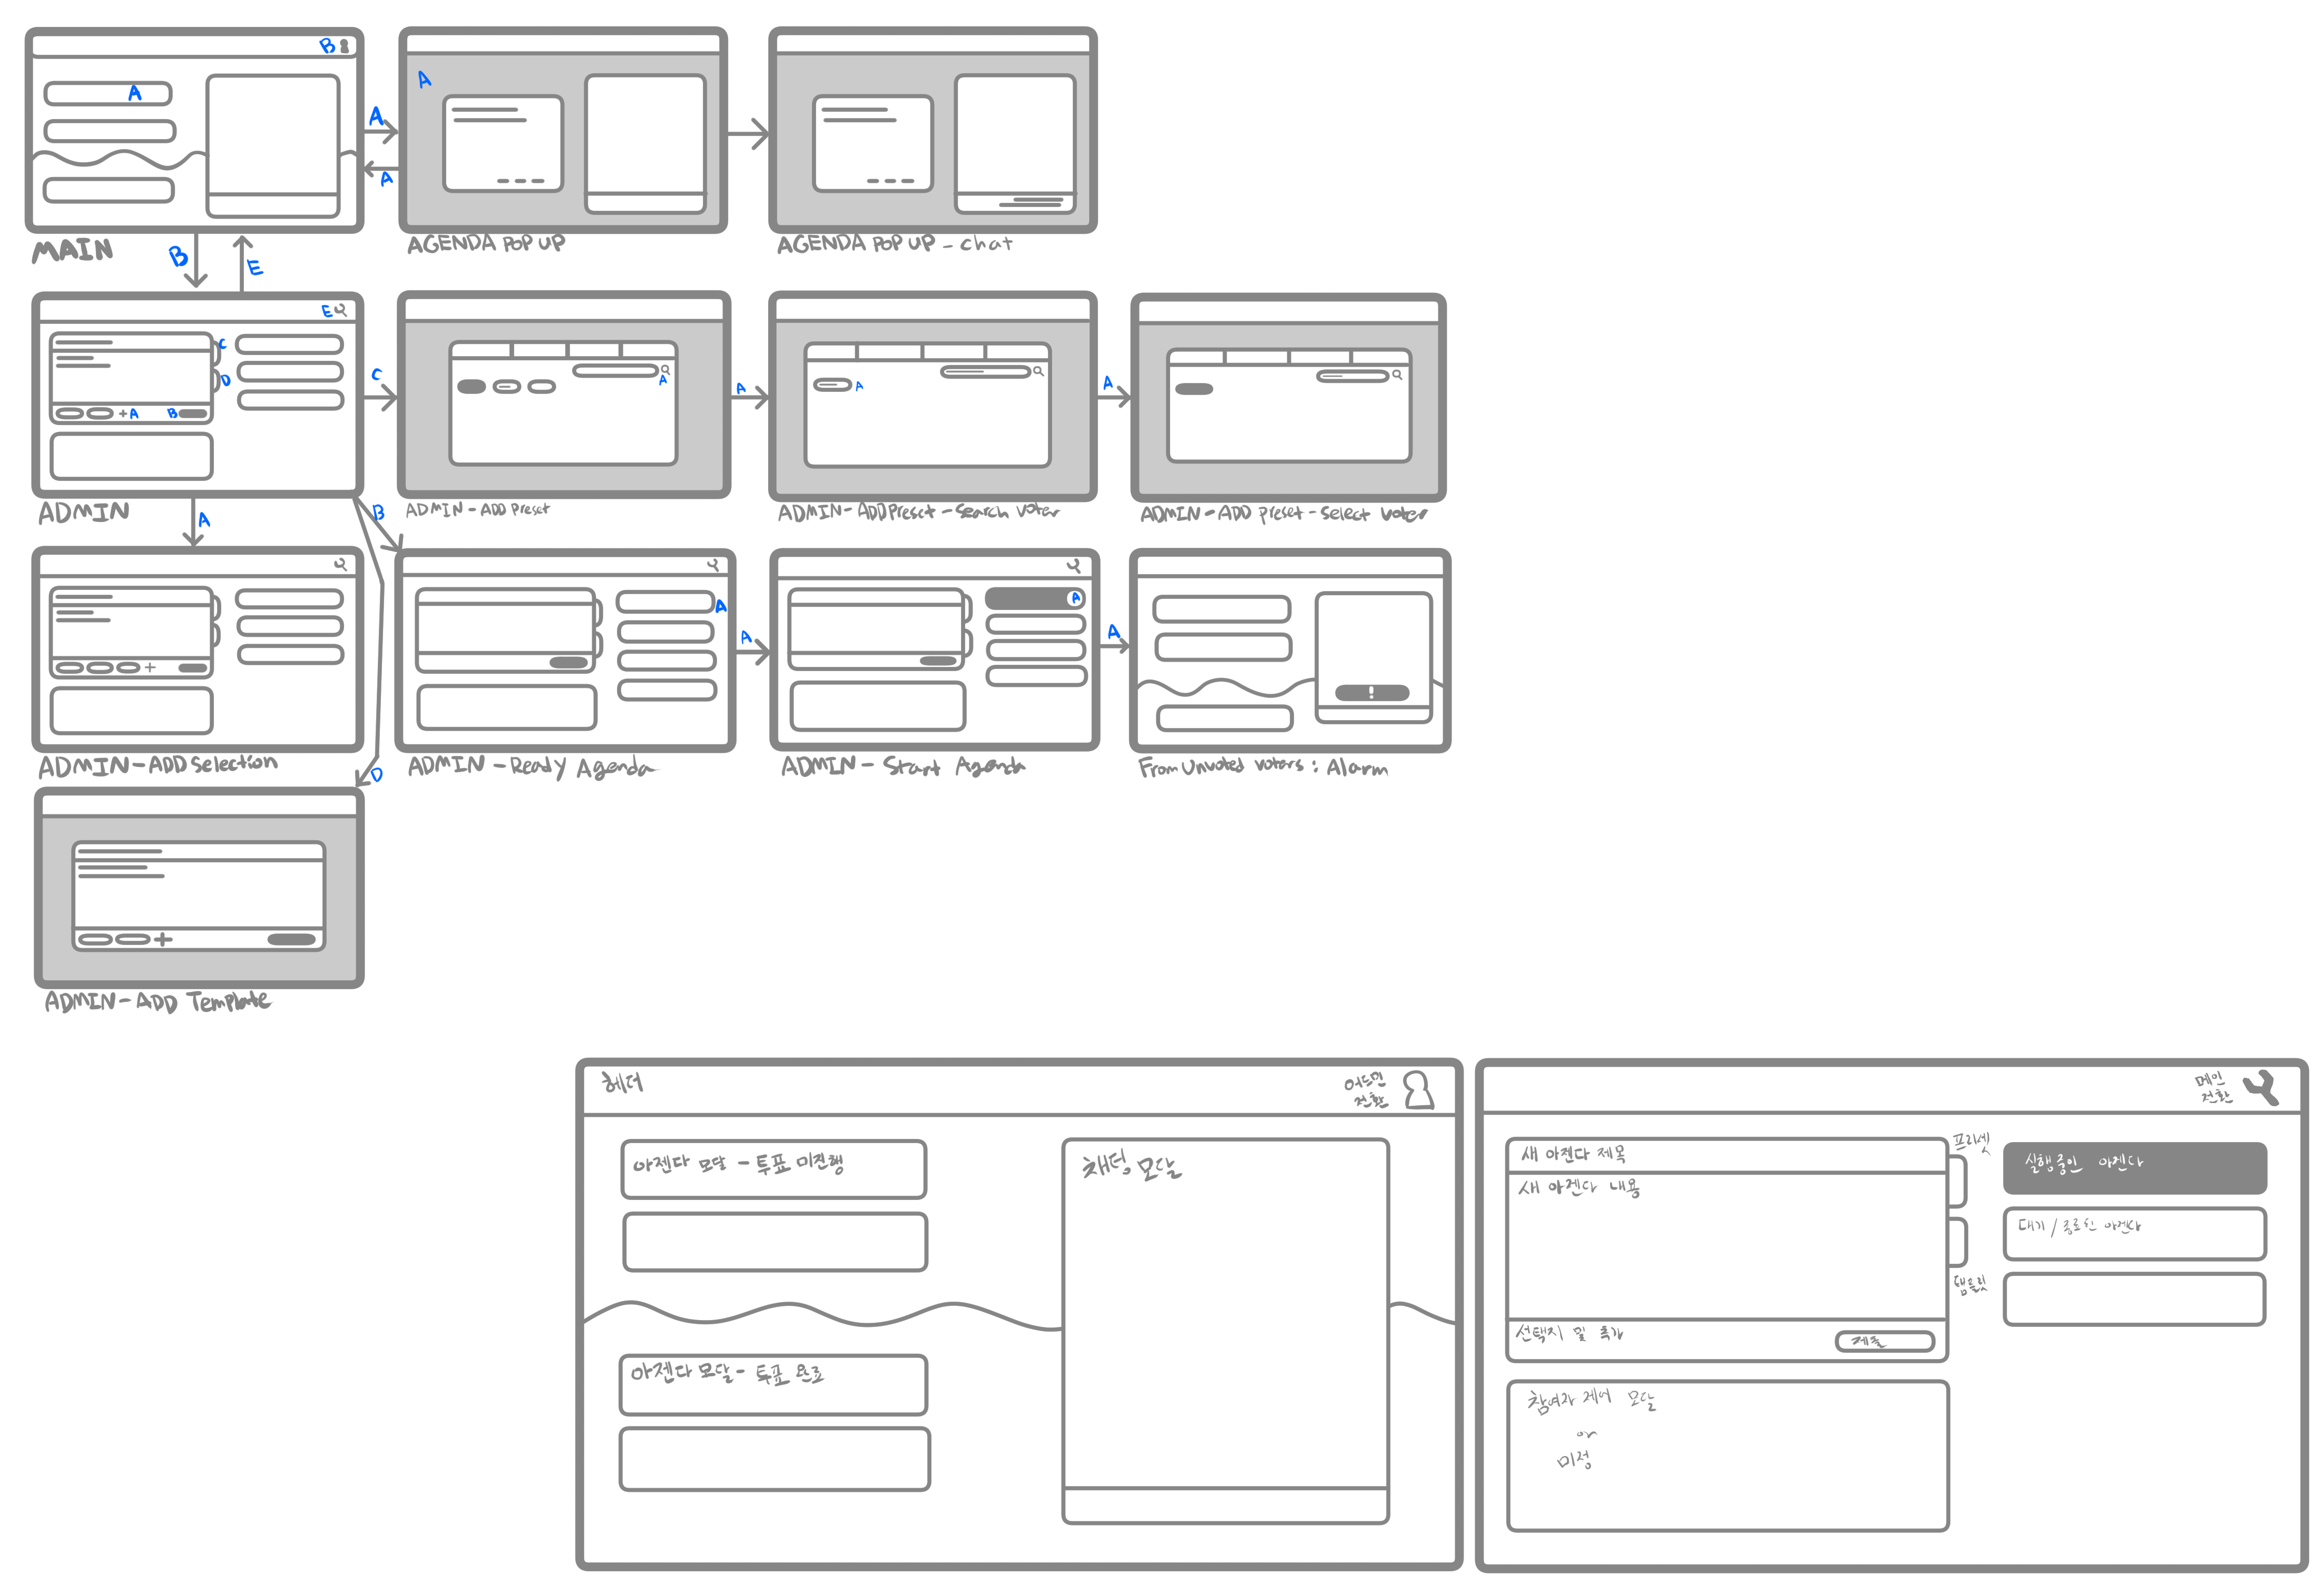 B
A
A
A
A
MAIN
AGENDA POP UP
AGENDA POP UP - Chat
B
E
E
C
D
A
B
C
A
A
A
A
ADMIN
ADMIN - ADD Preset
ADMIN - ADD Preset - Search Voter
ADMIN - ADD Preset - Select Voter
A
B
A
A
A
A
!
ADMIN - ADD Selection
ADMIN - Ready Agenda
ADMIN - Start Agenda
From Unvoted Voters : Alarm
D
ADMIN - ADD Template
헤더
어드민
전환
아젠다 모달 - 투표 미진행
채팅 모달
아젠다 모달 - 투표 완료
메인
전환
새 아젠다 제목
프리셋
실행중인 아젠다
새 아젠다 내용
대기 / 종료된 아젠다
템플릿
선택지 및 추가
제출
참여자 제어 모달
or
미정